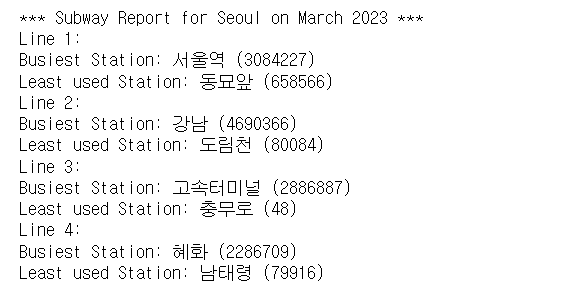 *** Subway Report for Seoul on March 2023 ***
Line 1:
Busiest Station: 서울역 (3084227)
Least used Station: 동묘앞 (658566)
Line 2:
Busiest Station: 강남 (4690366)
Least used Station: 도림천 (80084)
Line 3:
Busiest Station: 고속터미널 (2886887)
Least used Station: 충무로 (48)
Line 4:
Busiest Station: 혜화 (2286709)
Least used Station: 남태령 (79916)